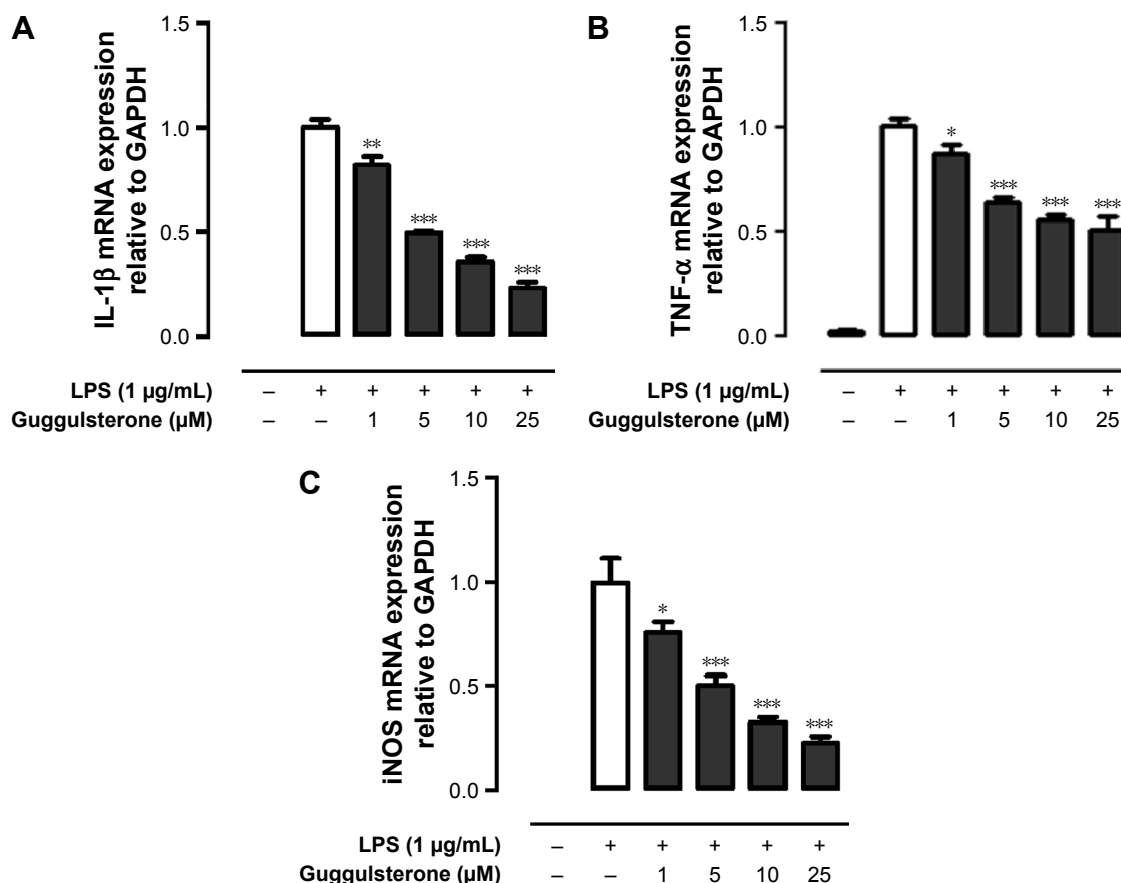 A
IL-1β mRNA expression
relative to GAPDH
1.5
1.0
0.5
0.0
**
***
***
***
LPS (1 µg/mL) – + + + + +
Guggulsterone (µM) – – 1 5 10 25
B
TNF-α mRNA expression
relative to GAPDH
1.5
1.0
0.5
0.0
*
***
***
***
LPS (1 µg/mL) – + + + + +
Guggulsterone (µM) – – 1 5 10 25
C
iNOS mRNA expression
relative to GAPDH
1.5
1.0
0.5
0.0
*
***
***
***
LPS (1 µg/mL) – + + + + +
Guggulsterone (µM) – – 1 5 10 25